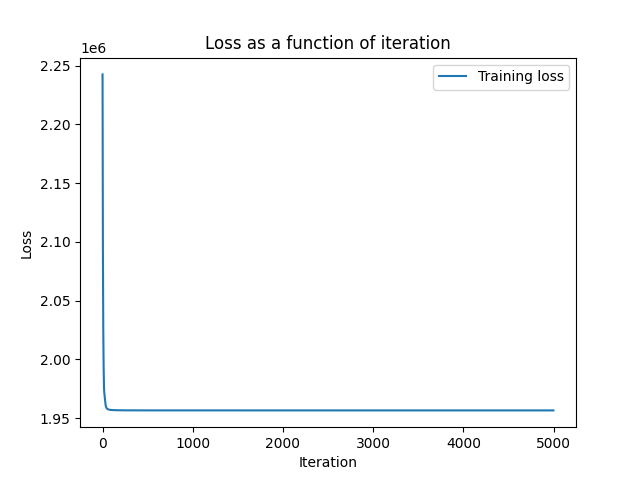 Loss as a function of iteration
1e6
Training loss
2.25
2.20
2.15
2.10
2.05
2.00
1.95
Loss
0 1000 2000 3000 4000 5000
Iteration